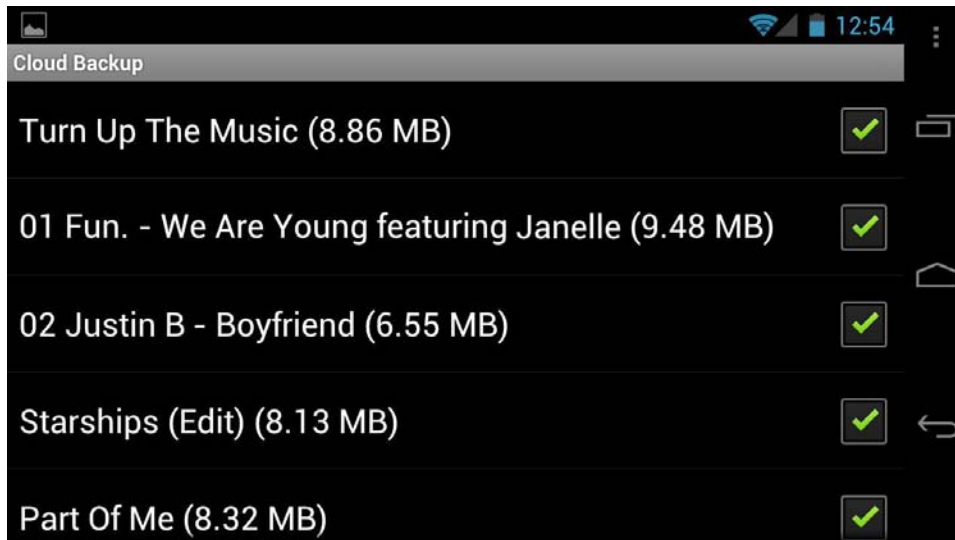 12:54
Cloud Backup
Turn Up The Music (8.86 MB)
01 Fun. - We Are Young featuring Janelle (9.48 MB)
02 Justin B - Boyfriend (6.55 MB)
Starships (Edit) (8.13 MB)
Part Of Me (8.32 MB)